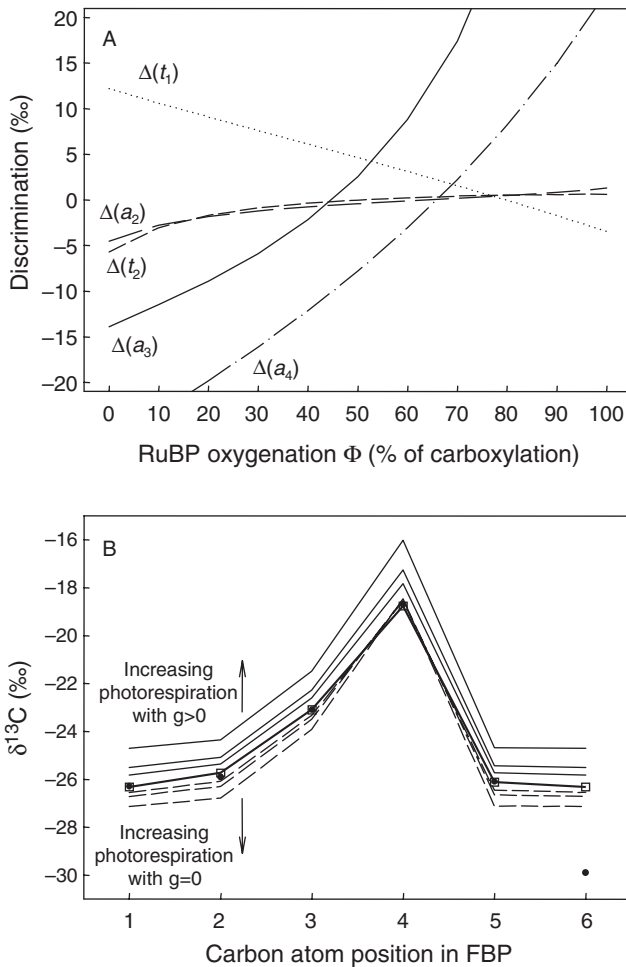 A
20
15
10
5
0
−5
−10
−15
−20
Discrimination (‰)
Δ(t₁)
Δ(a₂)
Δ(t₂)
Δ(a₃)
Δ(a₄)
0 10 20 30 40 50 60 70 80 90 100
RuBP oxygenation Φ (% of carboxylation)
B
−16
−18
−20
−22
−24
−26
−28
−30
δ¹³C (‰)
Increasing
photorespiration
with g>0
Increasing
photorespiration
with g=0
1 2 3 4 5 6
Carbon atom position in FBP